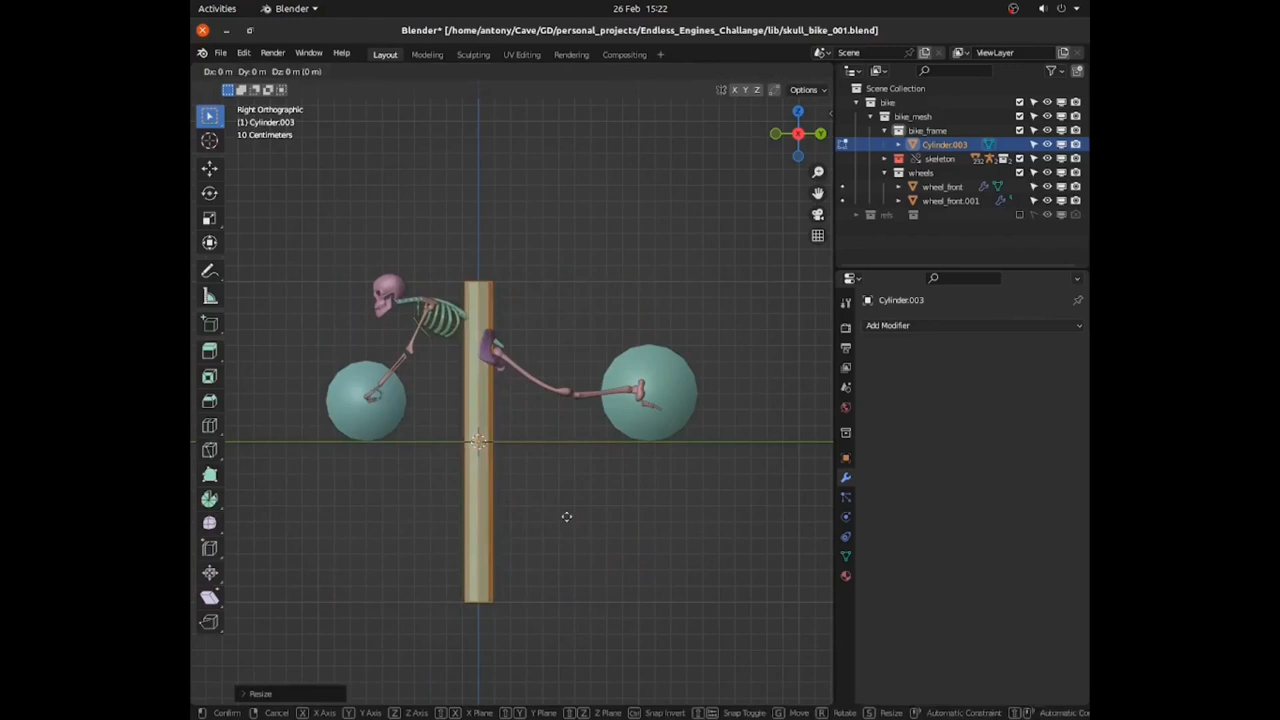 Activities
Blender
26 Feb 15:22
Blender* [/home/antony/Cave/GD/personal_projects/Endless_Engines_Challange/lib/skull_bike_001.blend]
File Edit Render Window Help Layout Modeling Sculpting UV Editing Rendering Compositing + Scene ViewLayer
Dx: 0 m Dy: 0 m Dz: 0 m (0 m)
X Y Z Options
Right Orthographic
(1) Cylinder.003
10 Centimeters
Z
Y
Scene Collection
bike
bike_mesh
bike_frame
Cylinder.003
skeleton
wheels
wheel_front
wheel_front.001
refs
Cylinder.003
Add Modifier
Resize
Confirm Cancel X X Axis Y Y Axis Z Z Axis X X Plane Y Y Plane Z Z Plane Snap Invert Snap Toggle G Move R Rotate S Resize Automatic Constraint Automatic Co